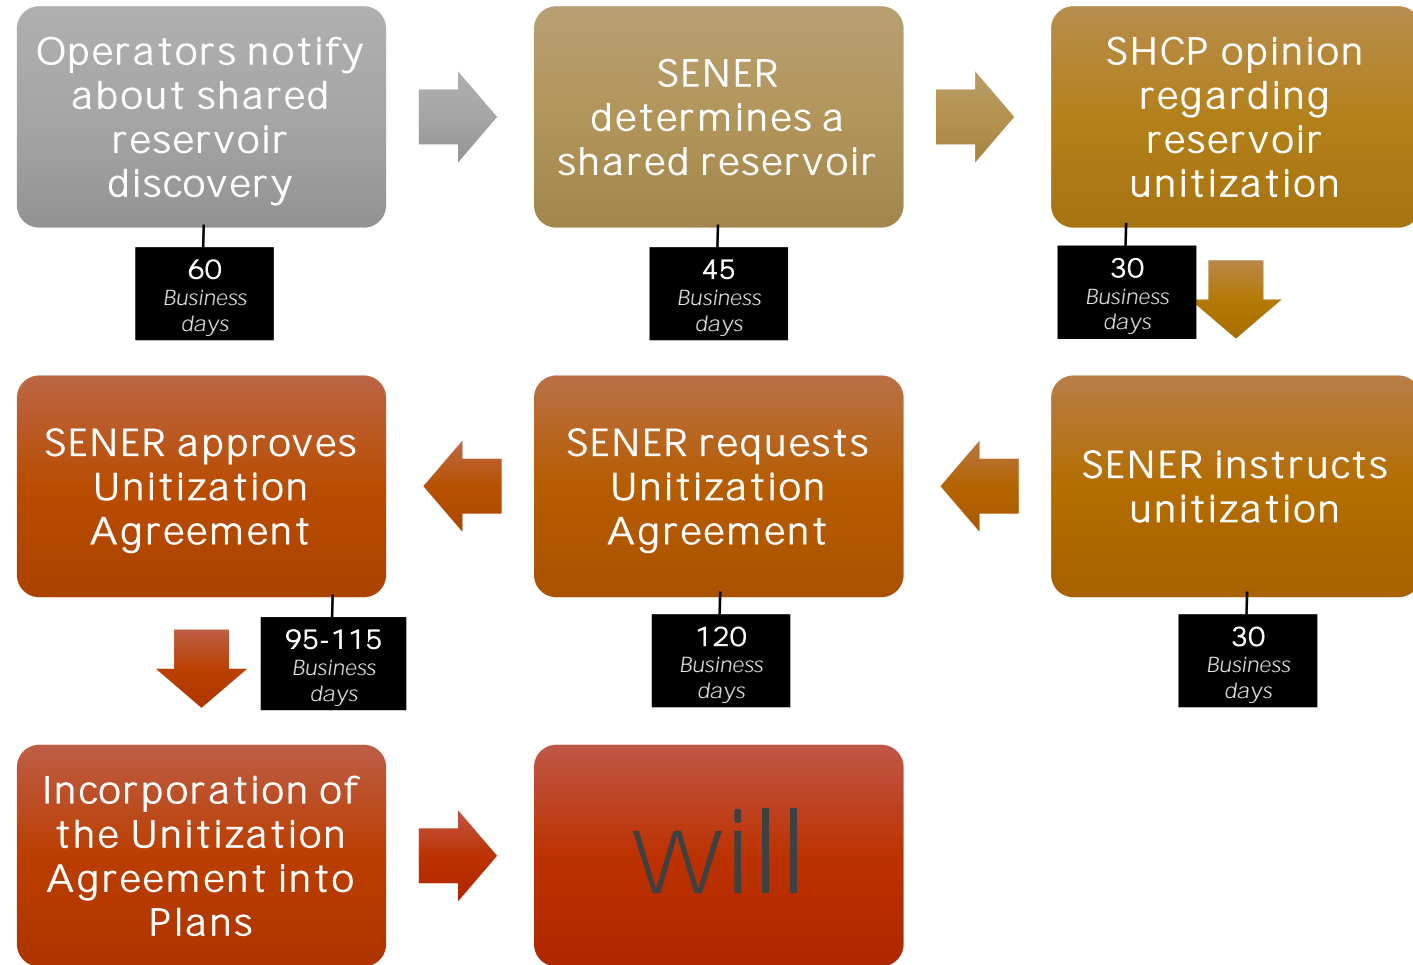 Operators notify
about shared
reservoir
discovery
60
Business
days
SENER
determines a
shared reservoir
45
Business
days
SHCP opinion
regarding
reservoir
unitization
30
Business
days
SENER instructs
unitization
30
Business
days
SENER requests
Unitization
Agreement
120
Business
days
SENER approves
Unitization
Agreement
95-115
Business
days
Incorporation of
the Unitization
Agreement into
Plans
will